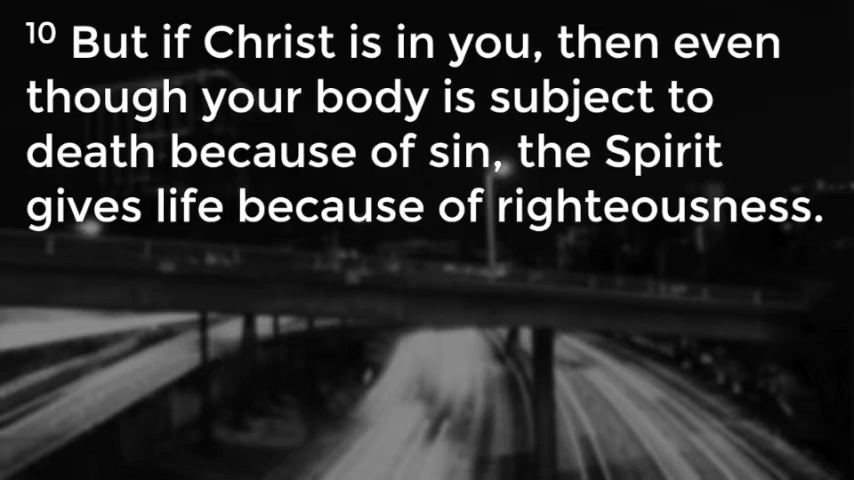 10 But if Christ is in you, then even
though your body is subject to
death because of sin, the Spirit
gives life because of righteousness.